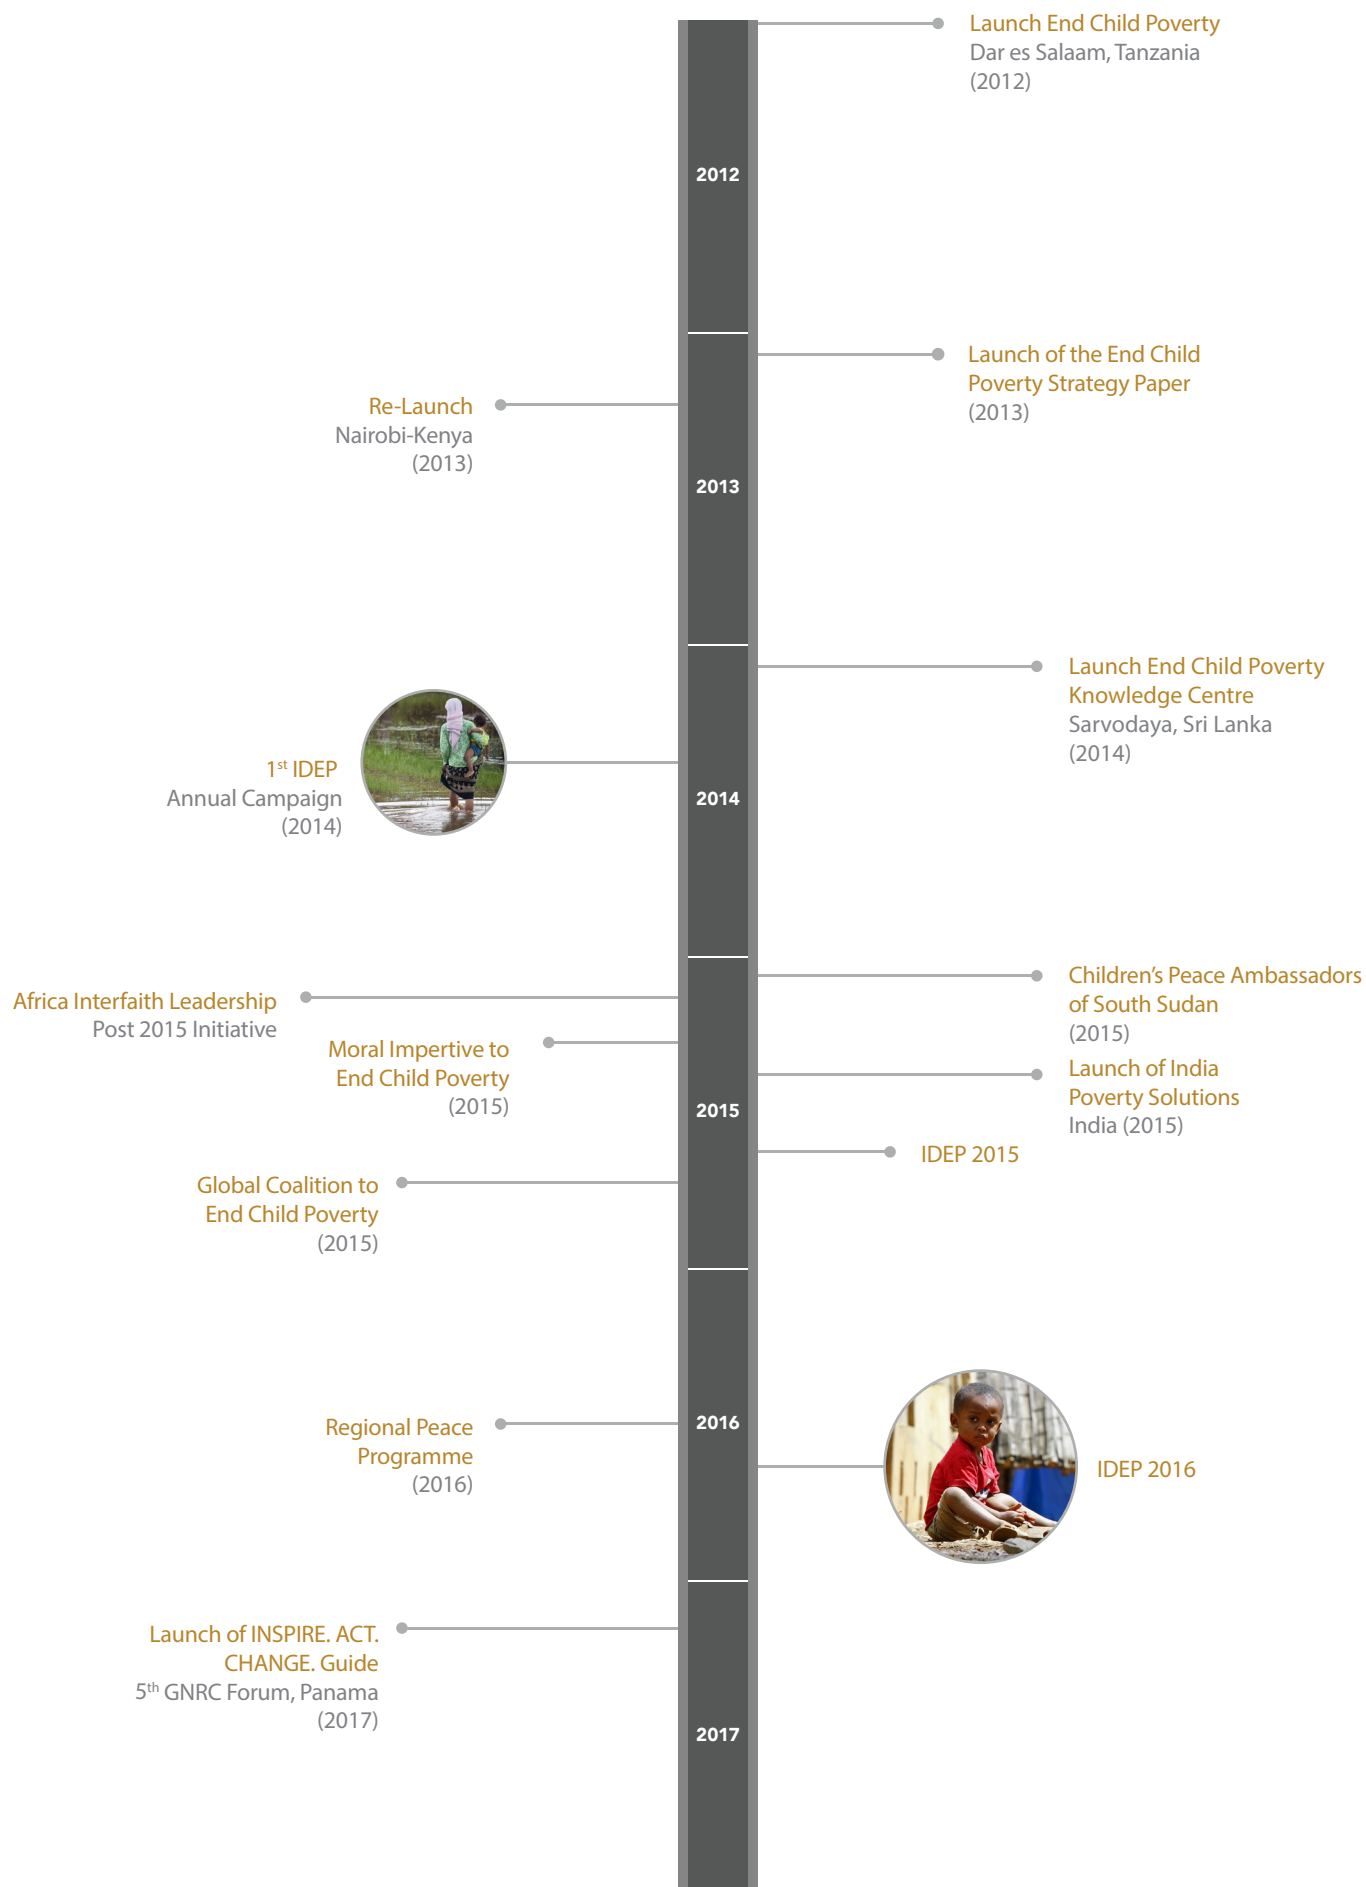 Launch End Child Poverty
Dar es Salaam, Tanzania
(2012)
2012
Launch of the End Child
Poverty Strategy Paper
(2013)
Re-Launch
Nairobi-Kenya
(2013)
2013
Launch End Child Poverty
Knowledge Centre
Sarvodaya, Sri Lanka
(2014)
1st IDEP
Annual Campaign
(2014)
2014
Children’s Peace Ambassadors
of South Sudan
(2015)
Africa Interfaith Leadership
Post 2015 Initiative
Moral Impertive to
End Child Poverty
(2015)
Launch of India
Poverty Solutions
India (2015)
2015
IDEP 2015
Global Coalition to
End Child Poverty
(2015)
Regional Peace
Programme
(2016)
2016
IDEP 2016
Launch of INSPIRE. ACT.
CHANGE. Guide
5th GNRC Forum, Panama
(2017)
2017